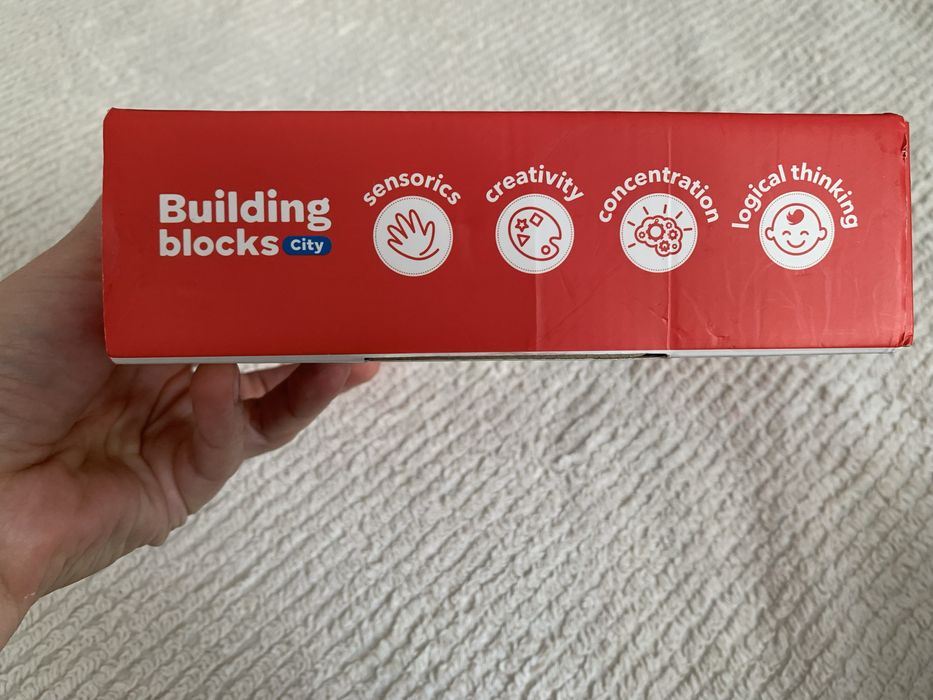 Building
blocks City
sensorics
creativity
concentration
logical thinking